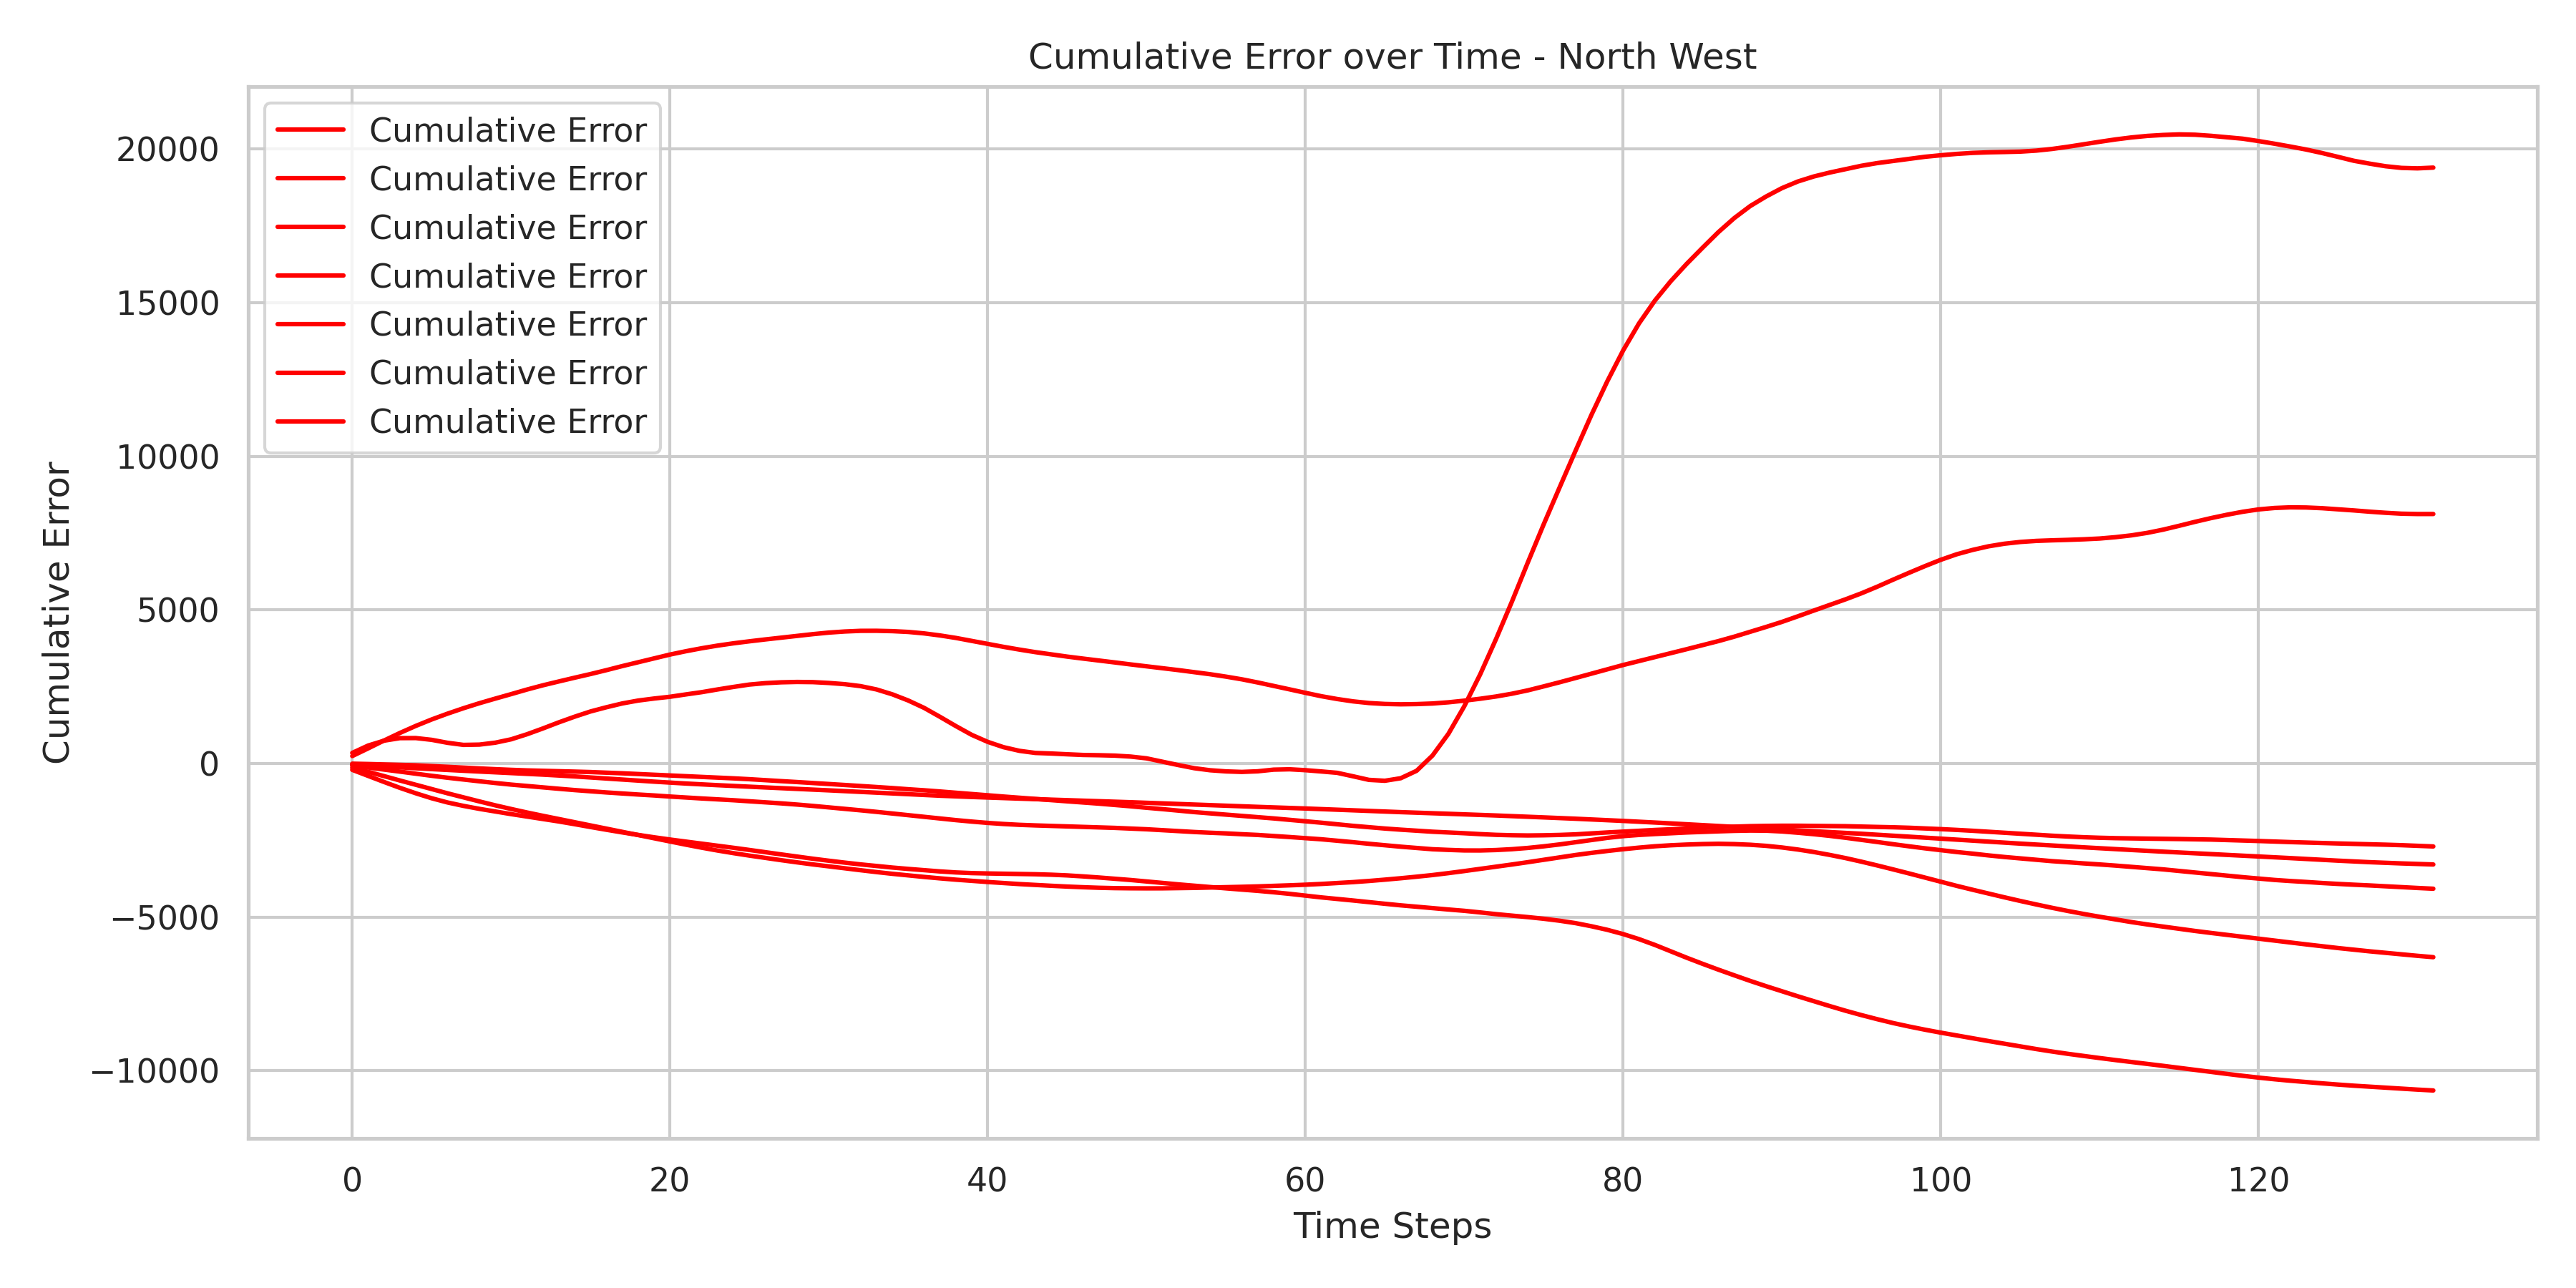 Cumulative Error over Time - North West
Cumulative Error
Cumulative Error
Cumulative Error
Cumulative Error
Cumulative Error
Cumulative Error
Cumulative Error
Cumulative Error
20000
15000
10000
5000
0
−5000
−10000
0 20 40 60 80 100 120
Time Steps